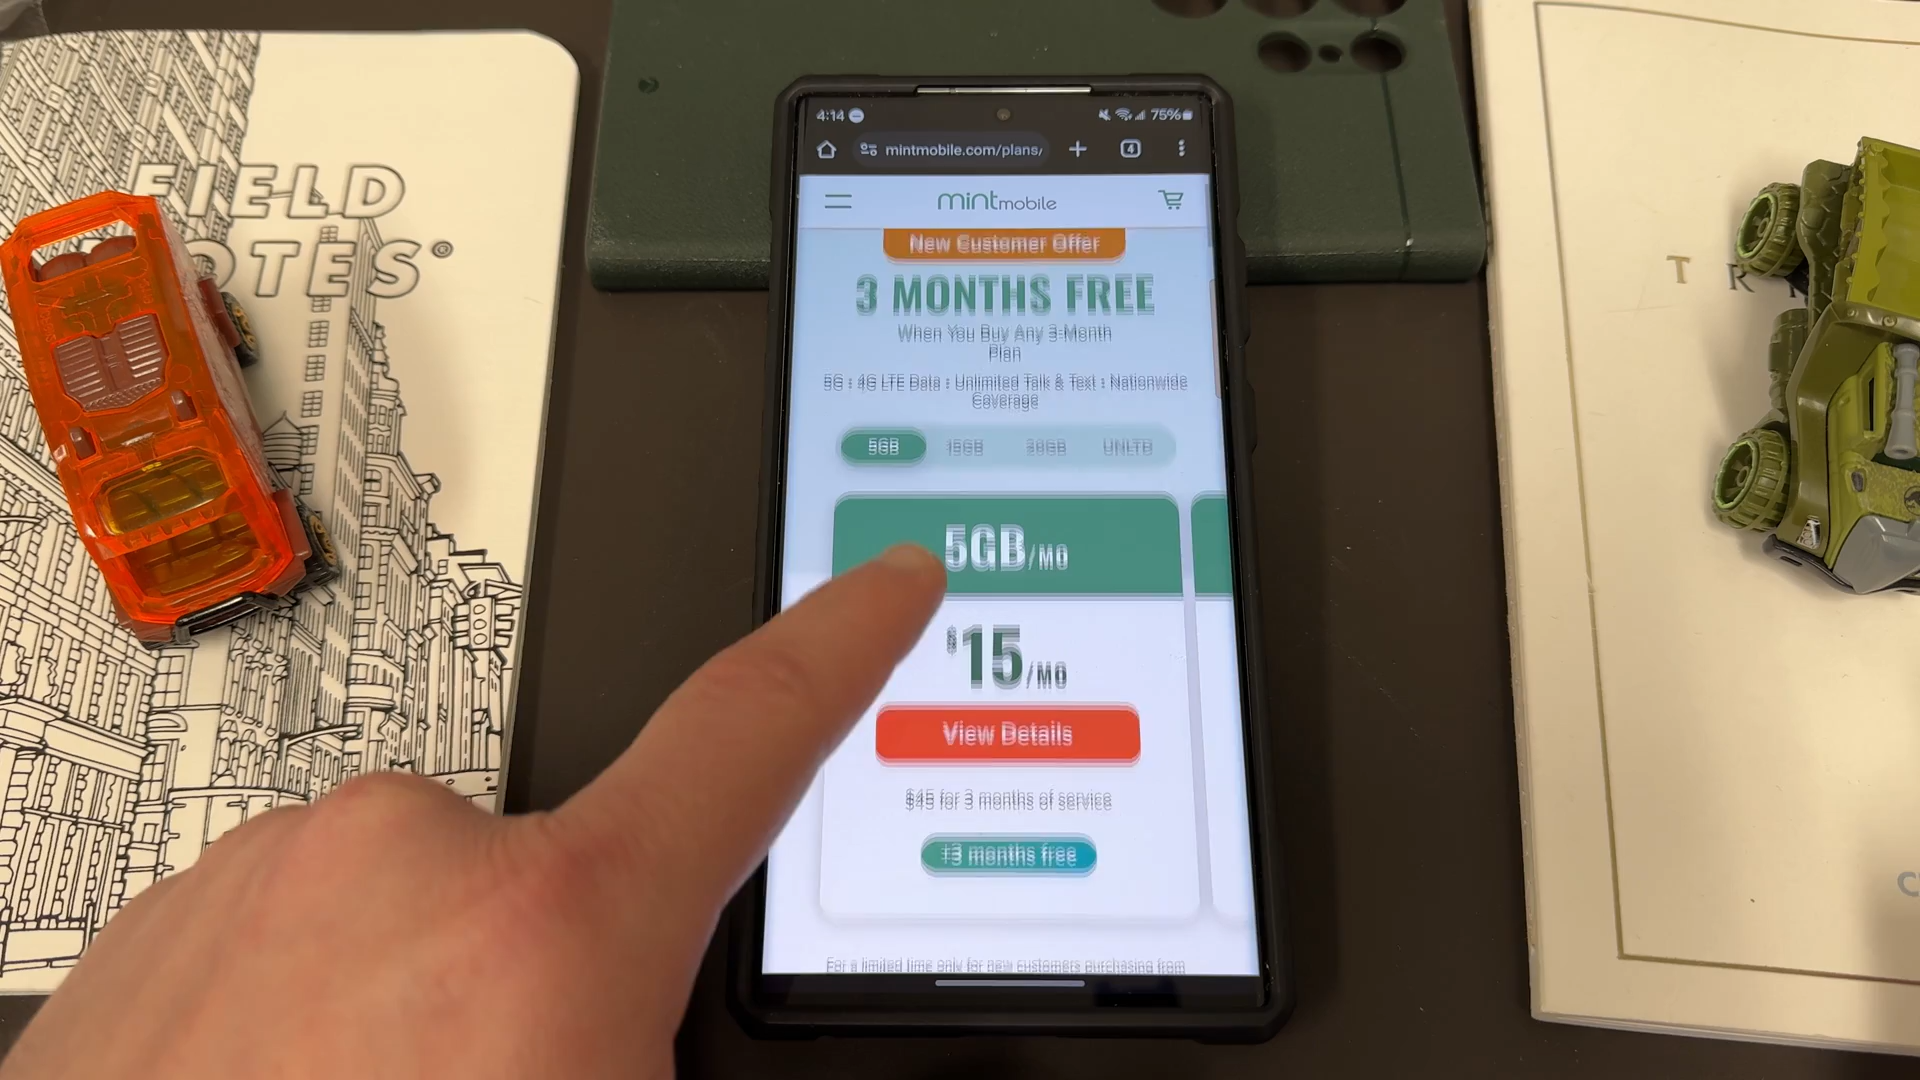 FIELD
NOTES®
4:14
75%
mintmobile.com/plans/
4
mint mobile
New Customer Offer
3 MONTHS FREE
When You Buy Any 3-Month
Plan
5G • 4G LTE Data • Unlimited Talk & Text • Nationwide
Coverage
5GB 15GB 20GB UNLTD
5GB/MO
$15/MO
View Details
$45 for 3 months of service
+3 months free
For a limited time only for new customers purchasing from
T R